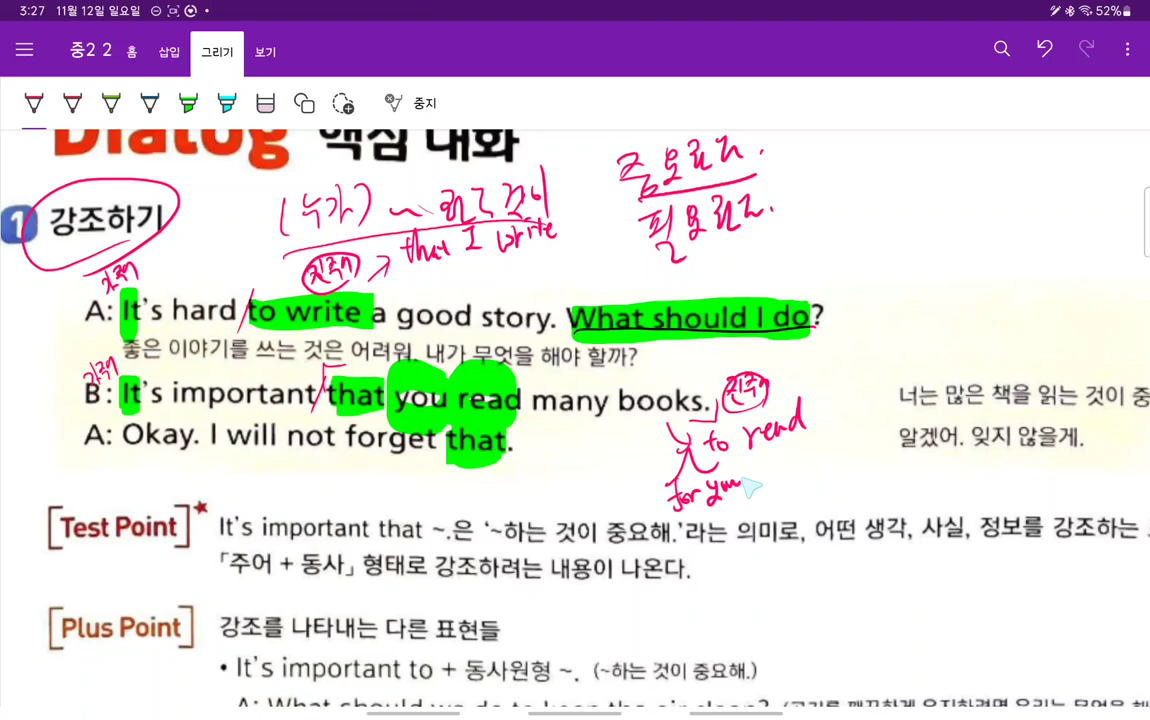 3:27 11월 12일 일요일
52%
중2 2 홈 삽입 그리기 보기
중지
Dialog 핵심 대화
중요하다.
필요하다.
(누가) ~ 하는 것이
that I write
진주어
1 강조하기
가주어
A: It's hard to write a good story. What should I do?
좋은 이야기를 쓰는 것은 어려워. 내가 무엇을 해야 할까?
가주어
B: It's important that you read many books.
진주어
너는 많은 책을 읽는 것이 중
A: Okay. I will not forget that.
to read
알겠어. 잊지 않을게.
for you
[Test Point]★ It's important that ~.은 '~하는 것이 중요해.'라는 의미로, 어떤 생각, 사실, 정보를 강조하는
「주어 + 동사」 형태로 강조하려는 내용이 나온다.
[Plus Point] 강조를 나타내는 다른 표현들
• It's important to + 동사원형 ~. (~하는 것이 중요해.)
A: What should we do to keep the air clean?